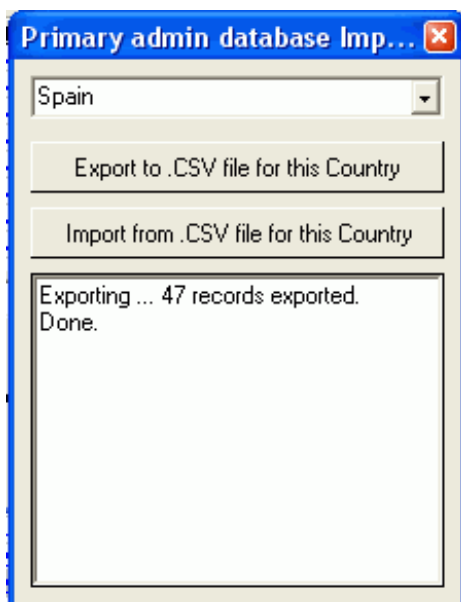 Primary admin database Imp...
Spain
Export to .CSV file for this Country
Import from .CSV file for this Country
Exporting ... 47 records exported.
Done.